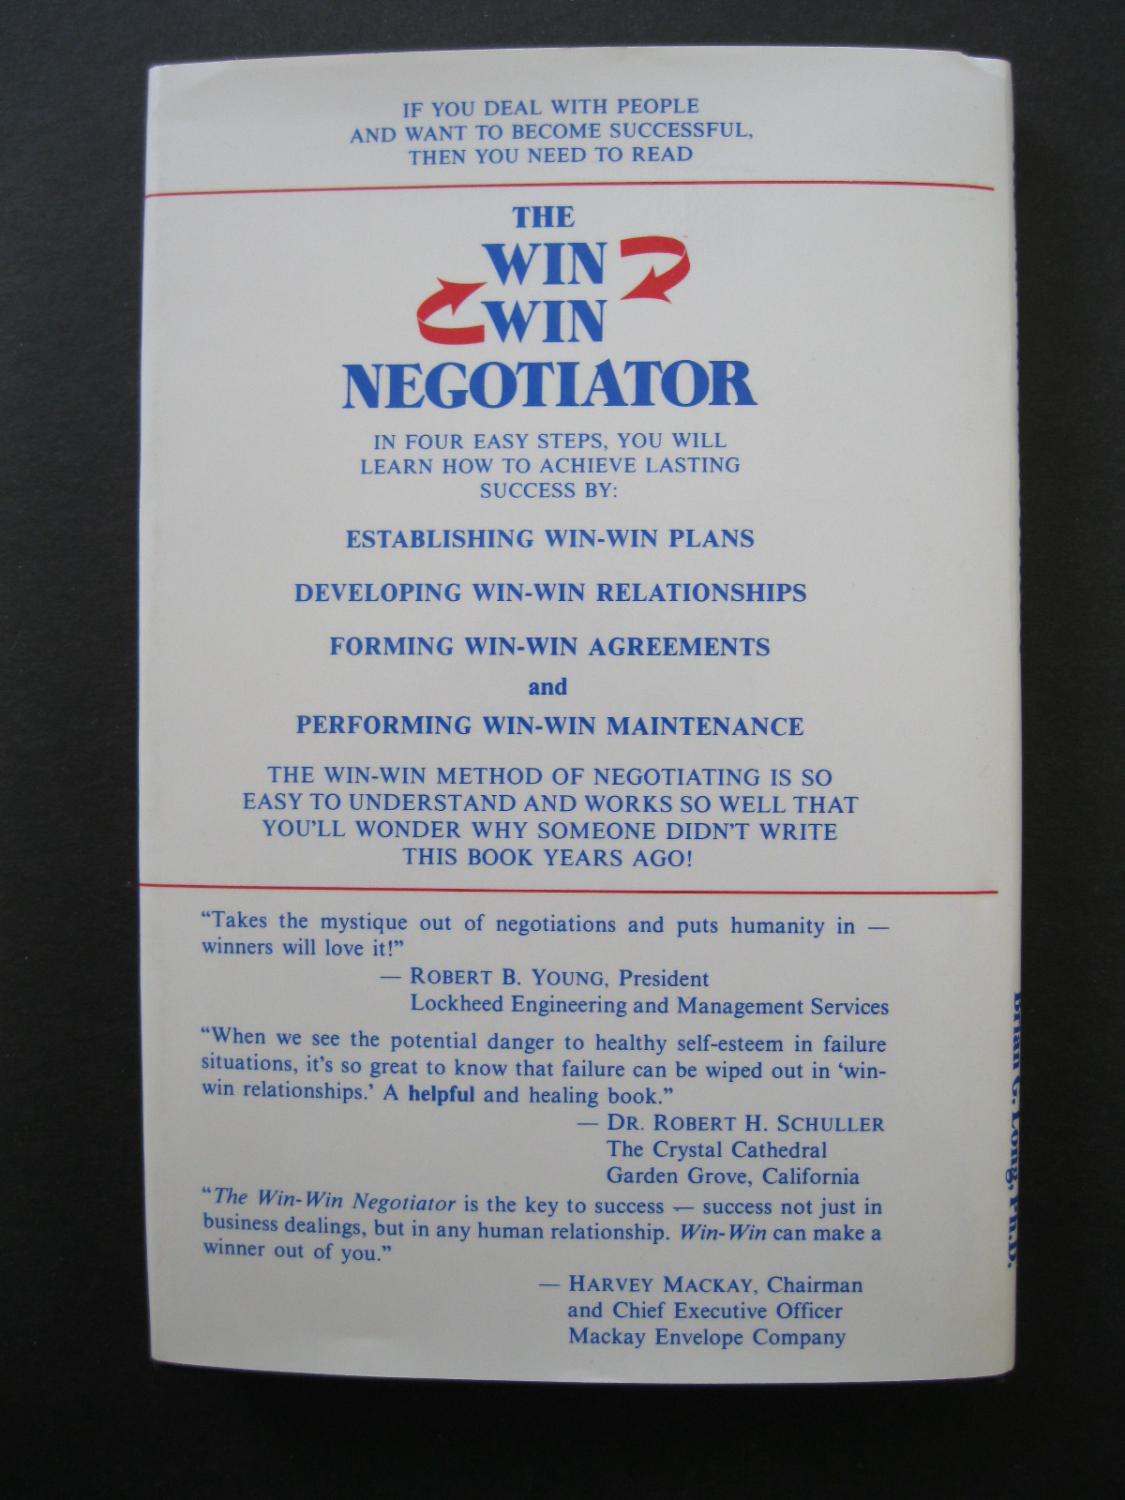 IF YOU DEAL WITH PEOPLE
AND WANT TO BECOME SUCCESSFUL,
THEN YOU NEED TO READ
THE
WIN
WIN
NEGOTIATOR
IN FOUR EASY STEPS, YOU WILL
LEARN HOW TO ACHIEVE LASTING
SUCCESS BY:
ESTABLISHING WIN-WIN PLANS
DEVELOPING WIN-WIN RELATIONSHIPS
FORMING WIN-WIN AGREEMENTS
and
PERFORMING WIN-WIN MAINTENANCE
THE WIN-WIN METHOD OF NEGOTIATING IS SO
EASY TO UNDERSTAND AND WORKS SO WELL THAT
YOU'LL WONDER WHY SOMEONE DIDN'T WRITE
THIS BOOK YEARS AGO!
“Takes the mystique out of negotiations and puts humanity in —
winners will love it!”
— ROBERT B. YOUNG, President
Lockheed Engineering and Management Services
“When we see the potential danger to healthy self-esteem in failure
situations, it's so great to know that failure can be wiped out in ‘win-
win relationships.’ A helpful and healing book.”
— DR. ROBERT H. SCHULLER
The Crystal Cathedral
Garden Grove, California
“The Win-Win Negotiator is the key to success — success not just in
business dealings, but in any human relationship. Win-Win can make a
winner out of you.”
— HARVEY MACKAY, Chairman
and Chief Executive Officer
Mackay Envelope Company
Brian G. Long, Ph.D.